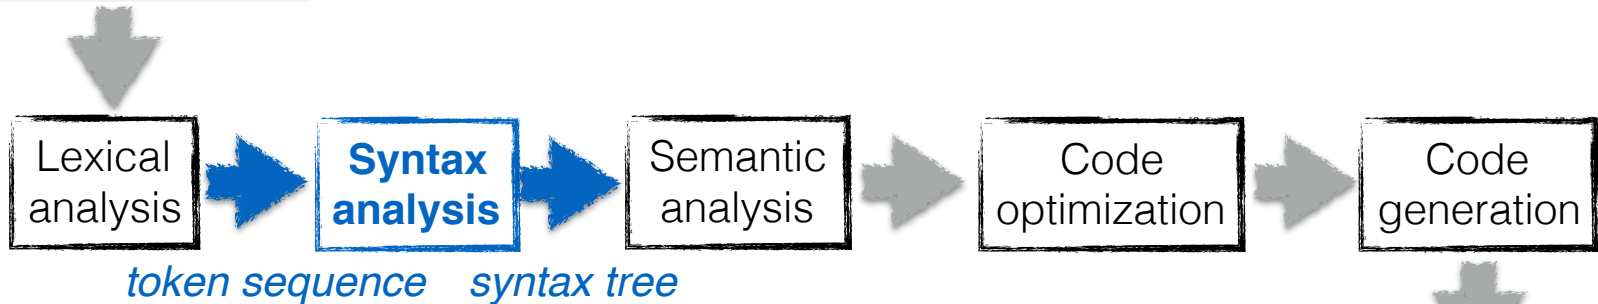 Lexical
analysis
Syntax
analysis
Semantic
analysis
Code
optimization
Code
generation
token sequence
syntax tree